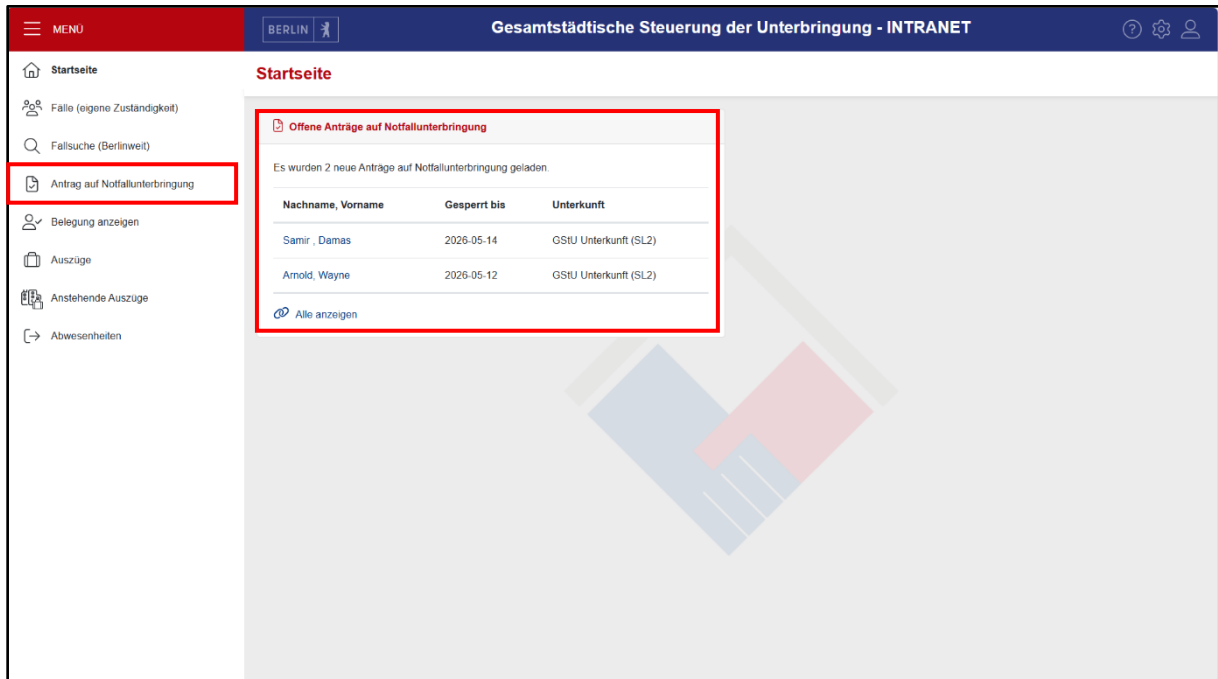 MENÜ
BERLIN
Gesamtstädtische Steuerung der Unterbringung - INTRANET
Startseite
Fälle (eigene Zuständigkeit)
Fallsuche (Berlinweit)
Antrag auf Notfallunterbringung
Belegung anzeigen
Auszüge
Anstehende Auszüge
Abwesenheiten
Startseite
Offene Anträge auf Notfallunterbringung
Es wurden 2 neue Anträge auf Notfallunterbringung geladen.
Nachname, Vorname Gesperrt bis Unterkunft
Samir , Damas 2026-05-14 GStU Unterkunft (SL2)
Arnold, Wayne 2026-05-12 GStU Unterkunft (SL2)
Alle anzeigen